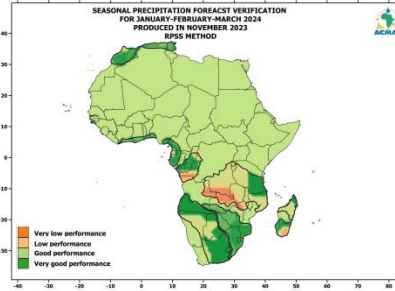 SEASONAL PRECIPITATION FOREACST VERIFICATION
FOR JANUARY-FEBRUARY-MARCH 2024
PRODUCED IN NOVEMBER 2023
RPSS METHOD
ACMAD
40
30
20
10
0
-10
-20
-30
Very low performance
Low performance
Good performance
Very good performance
-40 -30 -20 -10 0 10 20 30 40 50 60 70 80